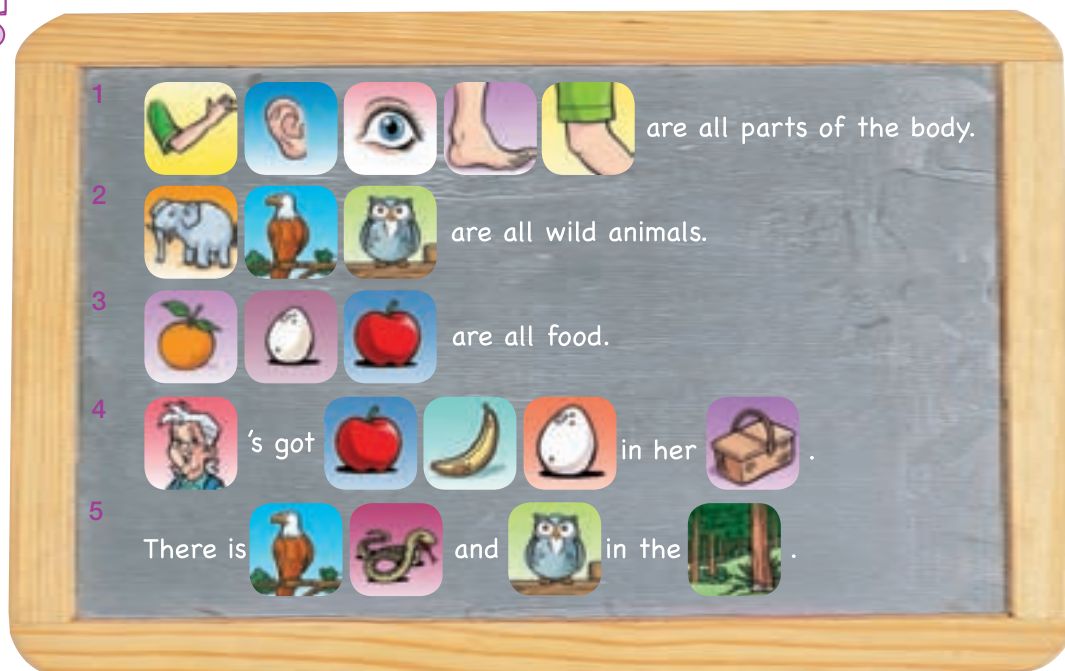 1
are all parts of the body.
2
are all wild animals.
3
are all food.
4
's got in her .
5
There is and in the .